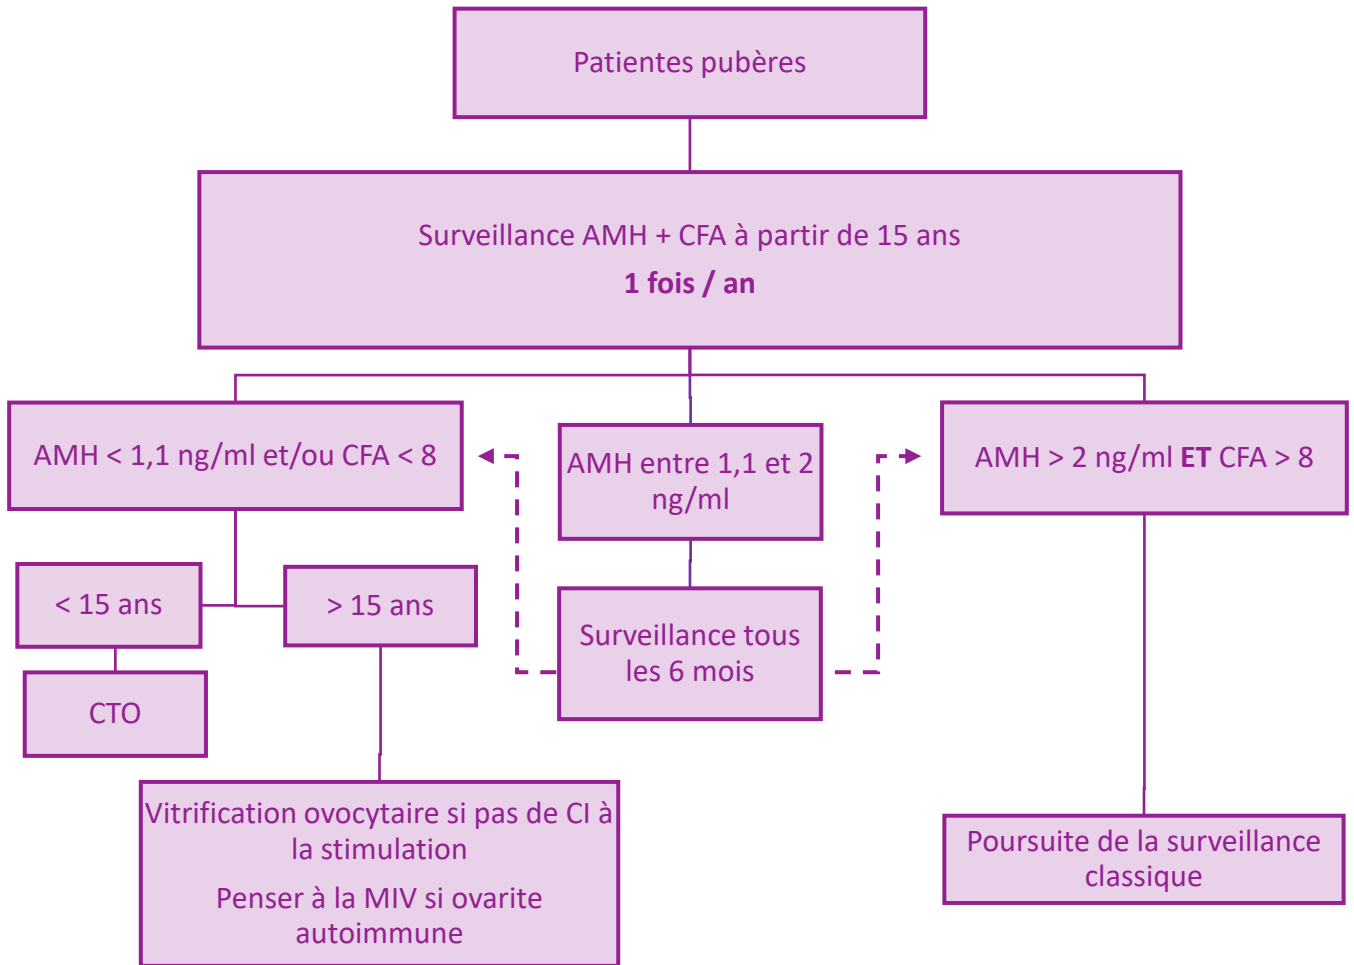 Patientes pubères
Surveillance AMH + CFA à partir de 15 ans
1 fois / an
AMH < 1,1 ng/ml et/ou CFA < 8
AMH entre 1,1 et 2
ng/ml
AMH > 2 ng/ml ET CFA > 8
< 15 ans
> 15 ans
Surveillance tous
les 6 mois
CTO
Vitrification ovocytaire si pas de CI à
la stimulation
Penser à la MIV si ovarite
autoimmune
Poursuite de la surveillance
classique